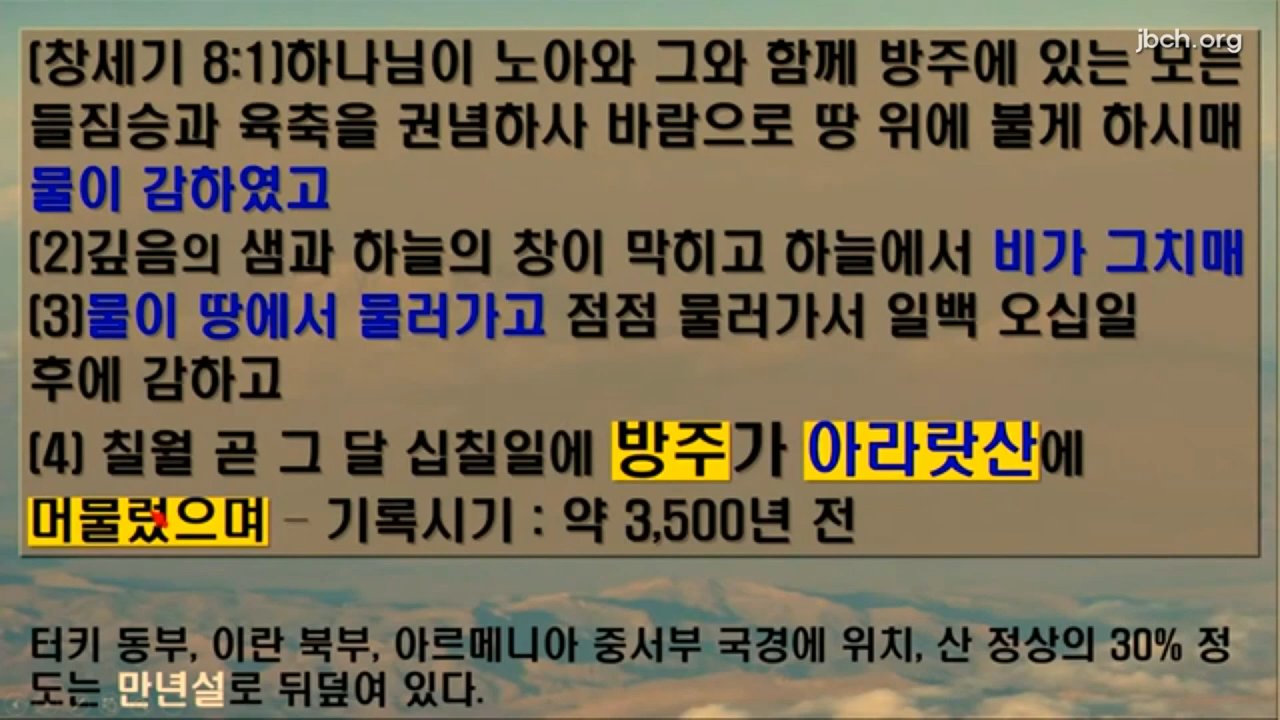 jbch.org
(창세기 8:1)하나님이 노아와 그와 함께 방주에 있는 모든
들짐승과 육축을 권념하사 바람으로 땅 위에 불게 하시매
물이 감하였고
(2)깊음의 샘과 하늘의 창이 막히고 하늘에서 비가 그치매
(3)물이 땅에서 물러가고 점점 물러가서 일백 오십일
후에 감하고
(4) 칠월 곧 그 달 십칠일에 방주가 아라랏산에
머물렀으며 – 기록시기 : 약 3,500년 전
터키 동부, 이란 북부, 아르메니아 중서부 국경에 위치, 산 정상의 30% 정
도는 만년설로 뒤덮여 있다.